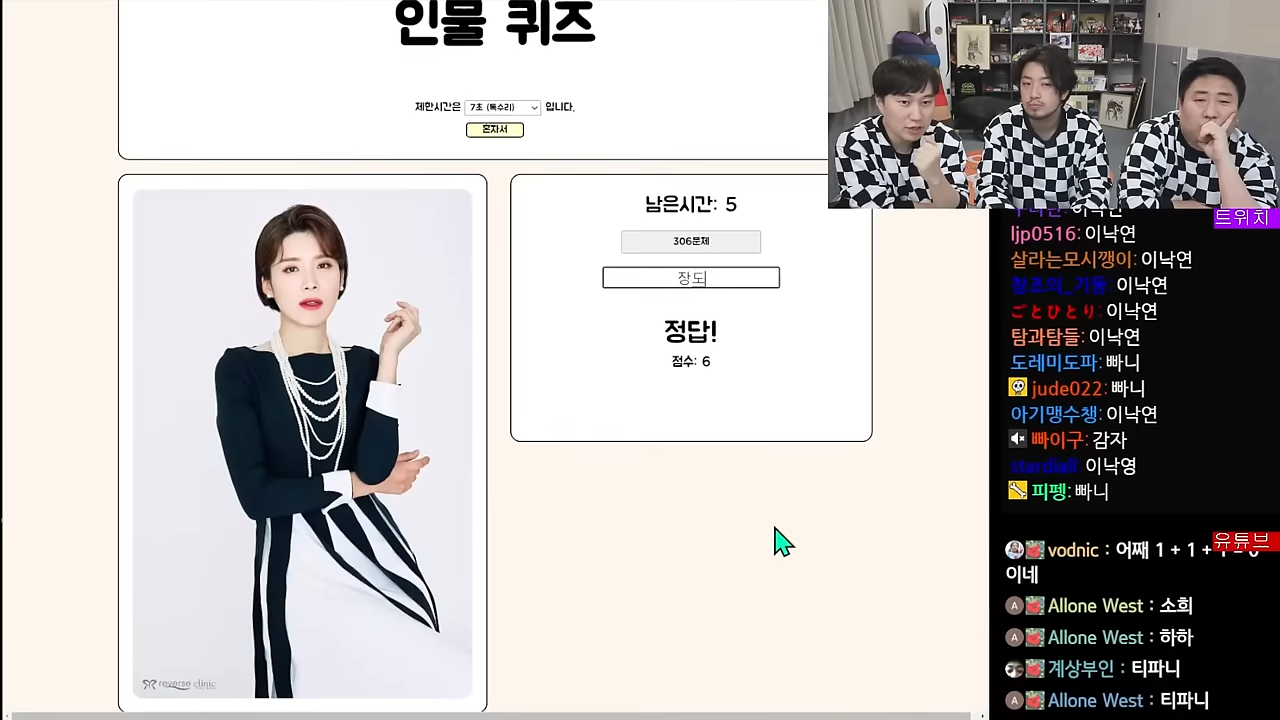 인물 퀴즈
제한시간은 7초 (독수리) 입니다.
혼자서
남은시간: 5
306문제
장도
정답!
점수: 6
reverse clinic
트위치
ljp0516: 이낙연
살라는모시깽이: 이낙연
창조의_기둥 이낙연
ごとひとり: 이낙연
탐과탐들: 이낙연
도레미도파: 빠니
jude022: 빠니
아기맹수챙: 이낙연
빠이구: 감자
stardiall 이낙영
피펭: 빠니
유튜브
vodnic : 어째 1 + 1 +
이네
Allone West : 소희
Allone West : 하하
계상부인 : 티파니
Allone West : 티파니